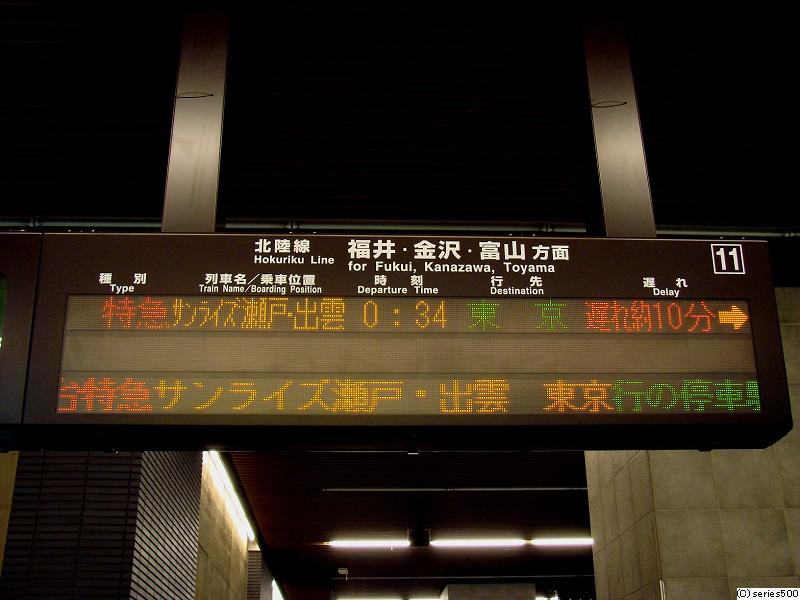 北陸線 福井・金沢・富山 方面 11
Hokuriku Line for Fukui, Kanazawa, Toyama
種別 列車名／乗車位置 時刻 行先 遅れ
Type Train Name/Boarding Position Departure Time Destination Delay
特急 サンライズ瀬戸・出雲 0:34 東京 遅れ約10分➡
台特急サンライズ瀬戸・出雲 東京行の停車駅
(C) series500